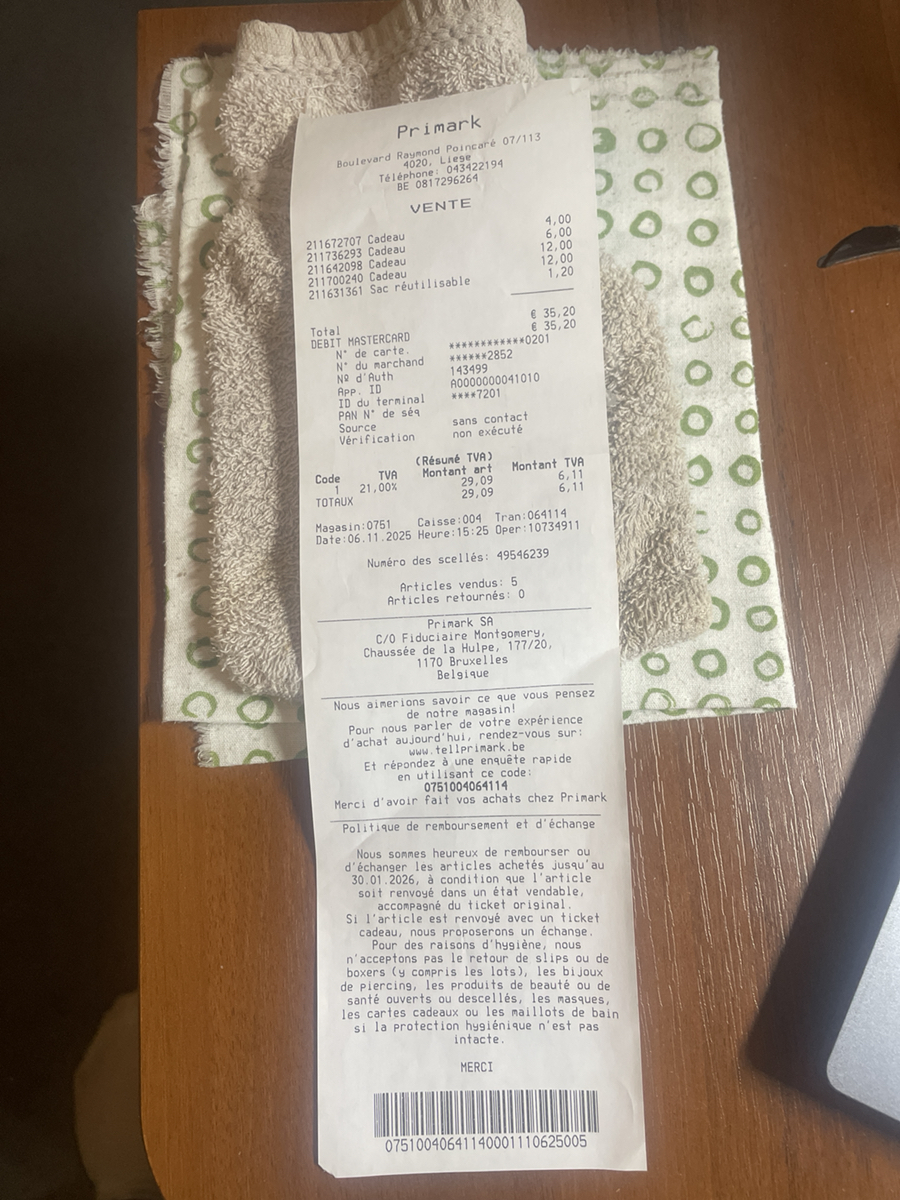 Primark
Boulevard Raymond Poincaré 07/113
4020, Liege
Téléphone: 043422194
BE 0817296264
VENTE
211672707 Cadeau 4,00
211736293 Cadeau 6,00
211642098 Cadeau 12,00
211700240 Cadeau 12,00
211631361 Sac réutilisable 1,20
Total € 35,20
DEBIT MASTERCARD € 35,20
N° de carte. ************0201
N° du marchand ******2852
Nº d'Auth 143499
App. ID A0000000041010
ID du terminal ****7201
PAN N° de séq
Source sans contact
Vérification non exécuté
(Résumé TVA)
Code TVA Montant art Montant TVA
1 21,00% 29,09 6,11
TOTAUX 29,09 6,11
Magasin:0751 Caisse:004 Tran:064114
Date:06.11.2025 Heure:15:25 Oper:10734911
Numéro des scellés: 49546239
Articles vendus: 5
Articles retournés: 0
Primark SA
C/O Fiduciaire Montgomery,
Chaussée de la Hulpe, 177/20,
1170 Bruxelles
Belgique
Nous aimerions savoir ce que vous pensez
de notre magasin!
Pour nous parler de votre expérience
d'achat aujourd'hui, rendez-vous sur:
www.tellprimark.be
Et répondez à une enquête rapide
en utilisant ce code:
0751004064114
Merci d'avoir fait vos achats chez Primark
Politique de remboursement et d'échange
Nous sommes heureux de rembourser ou
d'échanger les articles achetés jusqu'au
30.01.2026, à condition que l'article
soit renvoyé dans un état vendable,
accompagné du ticket original.
Si l'article est renvoyé avec un ticket
cadeau, nous proposerons un échange.
Pour des raisons d'hygiène, nous
n'acceptons pas le retour de slips ou de
boxers (y compris les lots), les bijoux
de piercing, les produits de beauté ou de
santé ouverts ou descellés, les masques,
les cartes cadeaux ou les maillots de bain
si la protection hygiénique n'est pas
intacte.
MERCI
07510040641140001110625005